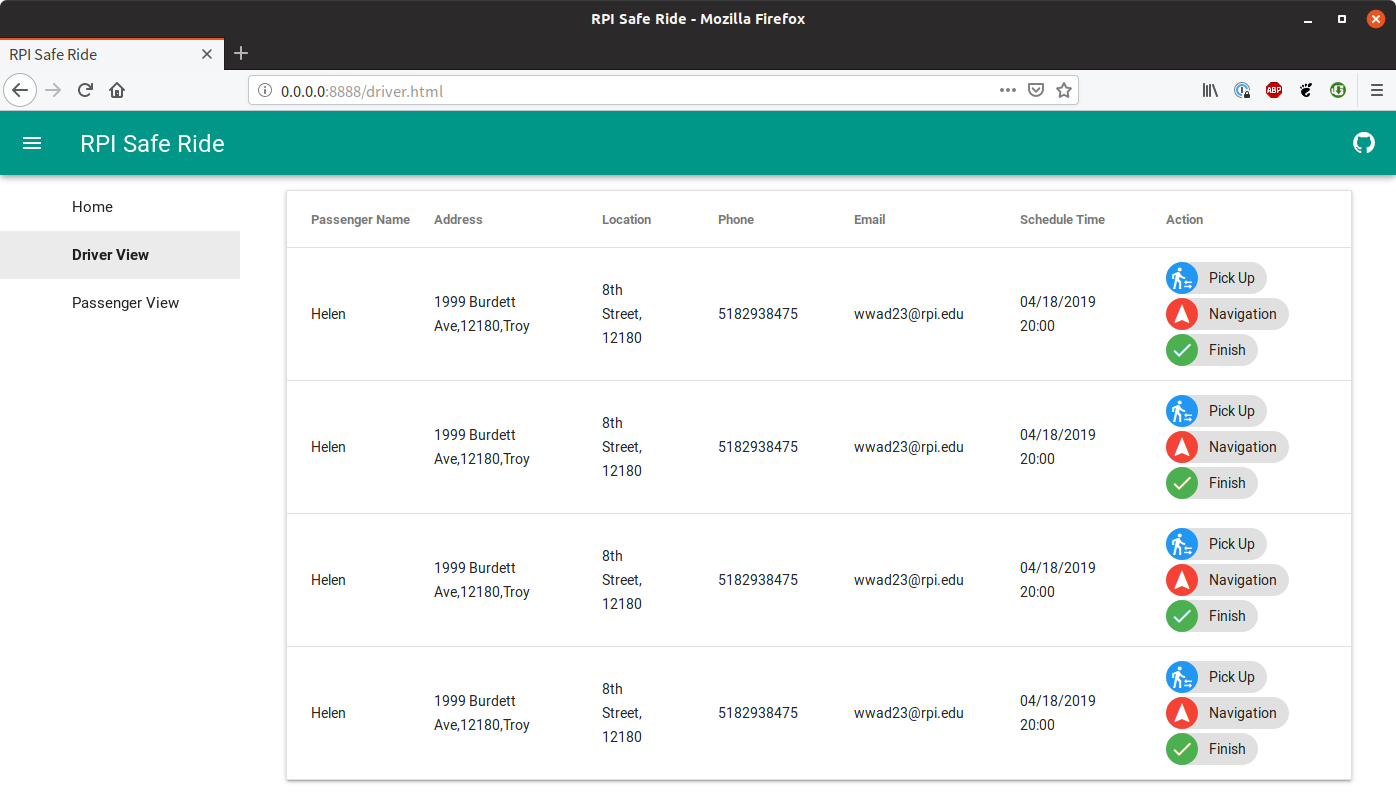 RPI Safe Ride - Mozilla Firefox
RPI Safe Ride
0.0.0.0:8888/driver.html
ABP
RPI Safe Ride
Home
Driver View
Passenger View
Passenger Name Address Location Phone Email Schedule Time Action
Helen
1999 Burdett
Ave,12180,Troy
8th
Street,
12180
5182938475
wwad23@rpi.edu
04/18/2019
20:00
Pick Up
Navigation
Finish
Helen
1999 Burdett
Ave,12180,Troy
8th
Street,
12180
5182938475
wwad23@rpi.edu
04/18/2019
20:00
Pick Up
Navigation
Finish
Helen
1999 Burdett
Ave,12180,Troy
8th
Street,
12180
5182938475
wwad23@rpi.edu
04/18/2019
20:00
Pick Up
Navigation
Finish
Helen
1999 Burdett
Ave,12180,Troy
8th
Street,
12180
5182938475
wwad23@rpi.edu
04/18/2019
20:00
Pick Up
Navigation
Finish